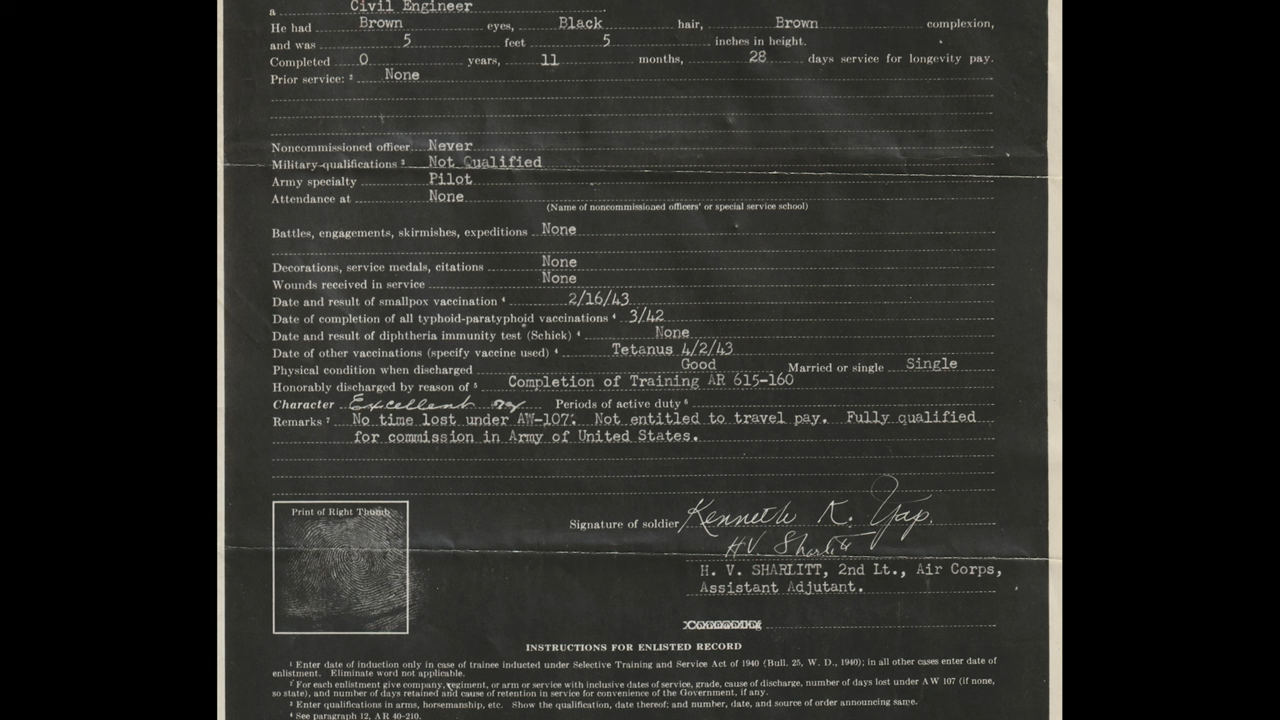 a Civil Engineer
He had Brown eyes, Black hair, Brown complexion,
and was 5 feet 5 inches in height.
Completed 0 years, 11 months, 28 days service for longevity pay.
Prior service: ² None
Noncommissioned officer Never
Military qualifications ³ Not Qualified
Army specialty Pilot
Attendance at None
(Name of noncommissioned officers' or special service school)
Battles, engagements, skirmishes, expeditions None
Decorations, service medals, citations None
Wounds received in service None
Date and result of smallpox vaccination ⁴ 2/16/43
Date of completion of all typhoid-paratyphoid vaccinations ⁴ 3/42
Date and result of diphtheria immunity test (Schick) ⁴ None
Date of other vaccinations (specify vaccine used) ⁴ Tetanus 4/2/43
Physical condition when discharged Good Married or single Single
Honorably discharged by reason of ⁵ Completion of Training AR 615-160
Character Excellent Periods of active duty ⁶
Remarks ⁷ No time lost under AW-107. Not entitled to travel pay. Fully qualified
for commission in Army of United States.
Print of Right Thumb
Signature of soldier Kenneth K. Yap.
H.V. Sharlitt
H. V. SHARLITT, 2nd Lt., Air Corps,
Assistant Adjutant.
INSTRUCTIONS FOR ENLISTED RECORD
¹ Enter date of induction only in case of trainee inducted under Selective Training and Service Act of 1940 (Bull. 25, W. D., 1940); in all other cases enter date of
enlistment. Eliminate word not applicable.
² For each enlistment give company, regiment, or arm or service with inclusive dates of service, grade, cause of discharge, number of days lost under AW 107 (if none,
so state), and number of days retained and cause of retention in service for convenience of the Government, if any.
³ Enter qualifications in arms, horsemanship, etc. Show the qualification, date thereof; and number, date, and source of order announcing same.
⁴ See paragraph 12, AR 40-210.